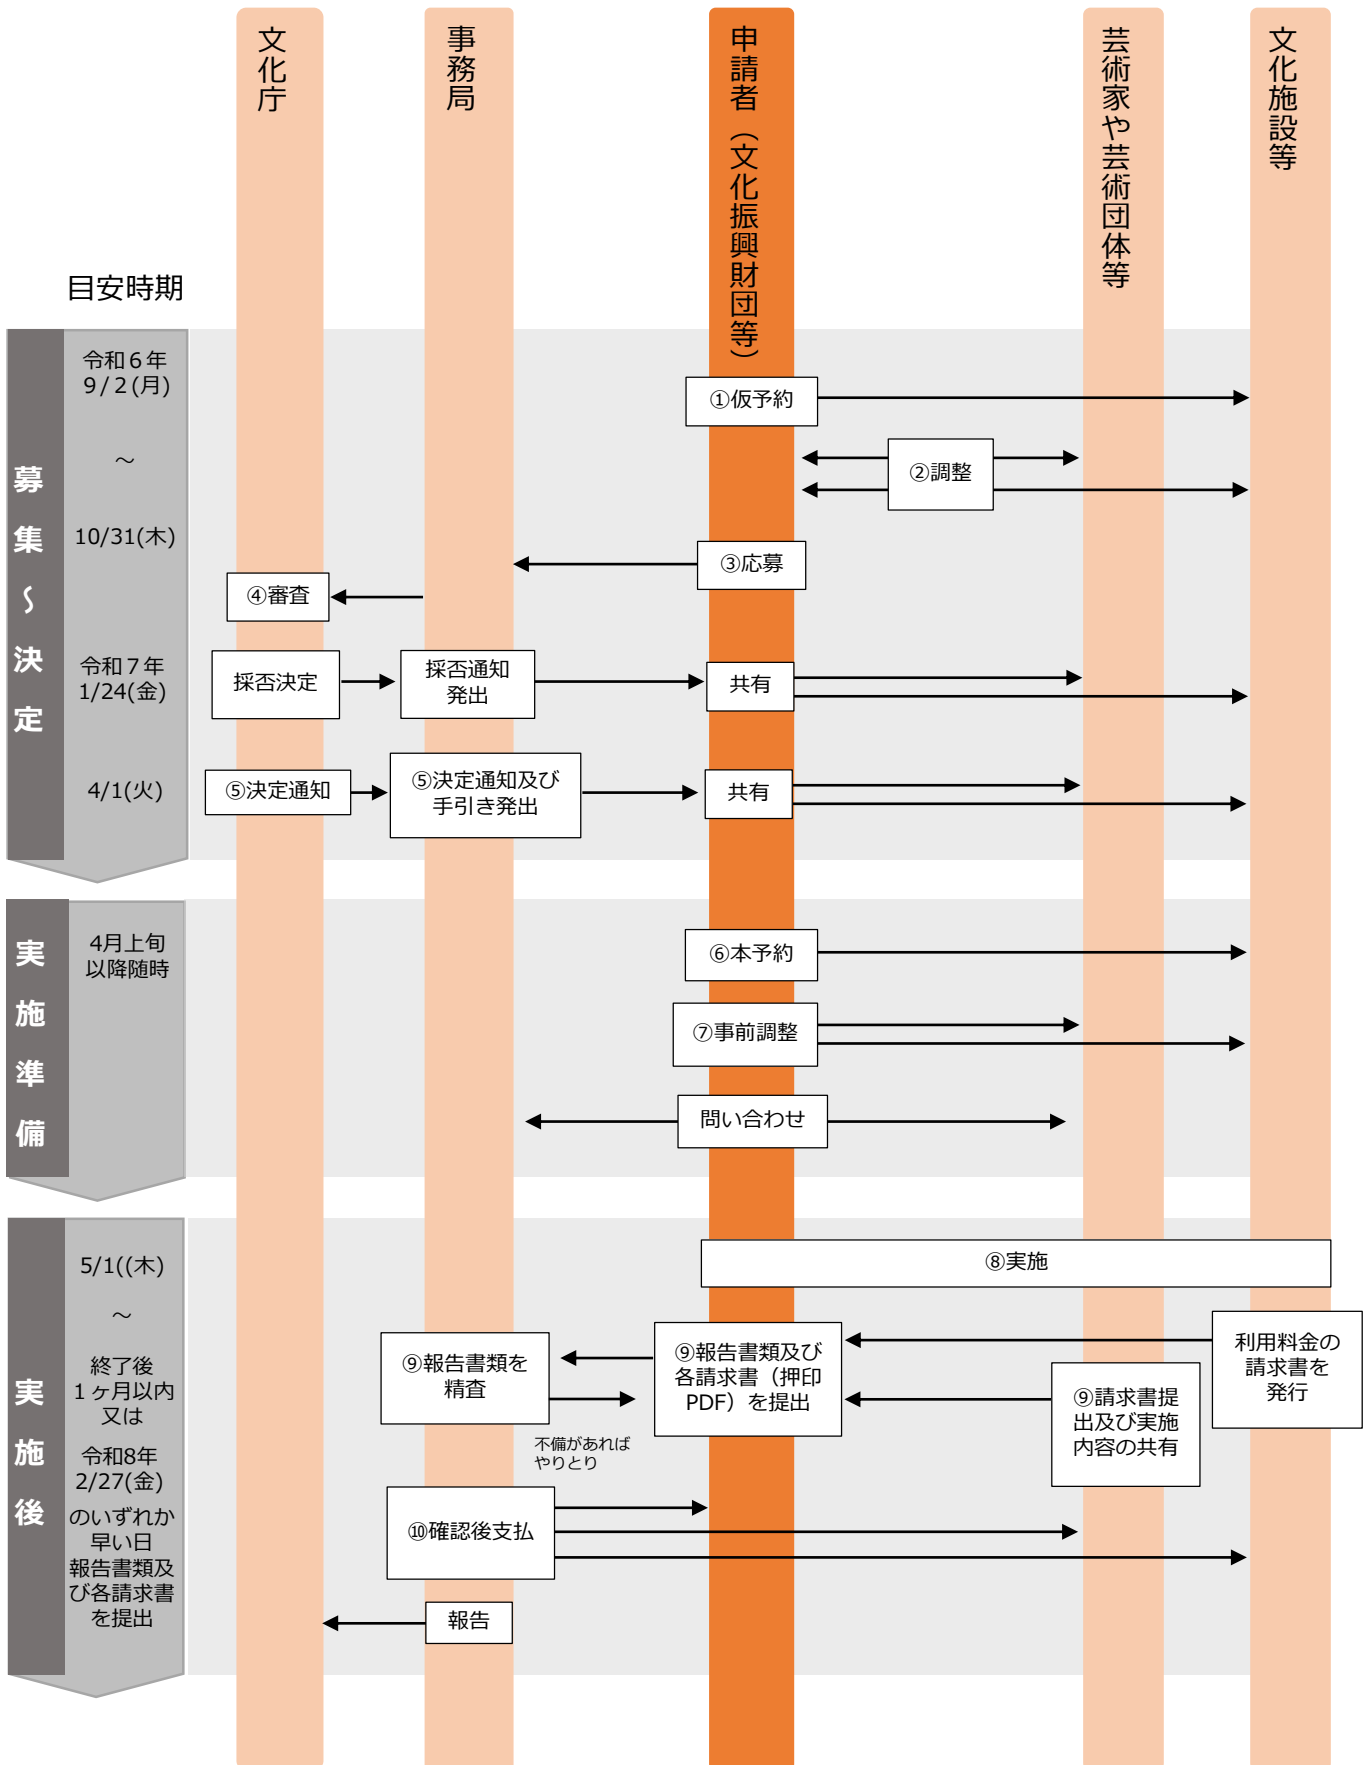 文化庁
事務局
申請者（文化振興財団等）
芸術家や芸術団体等
文化施設等
目安時期
募集～決定
令和６年
９/２(月)
～
10/31(木)
令和７年
1/24(金)
4/1(火)
①仮予約
②調整
③応募
④審査
採否決定
採否通知
発出
共有
⑤決定通知
⑤決定通知及び
手引き発出
共有
実施準備
4月上旬
以降随時
⑥本予約
⑦事前調整
問い合わせ
実施後
5/1((木)
～
終了後
１ヶ月以内
又は
令和8年
2/27(金)
のいずれか
早い日
報告書類及
び各請求書
を提出
⑧実施
利用料金の
請求書を
発行
⑨報告書類を
精査
⑨報告書類及び
各請求書（押印
PDF）を提出
⑨請求書提
出及び実施
内容の共有
不備があれば
やりとり
⑩確認後支払
報告